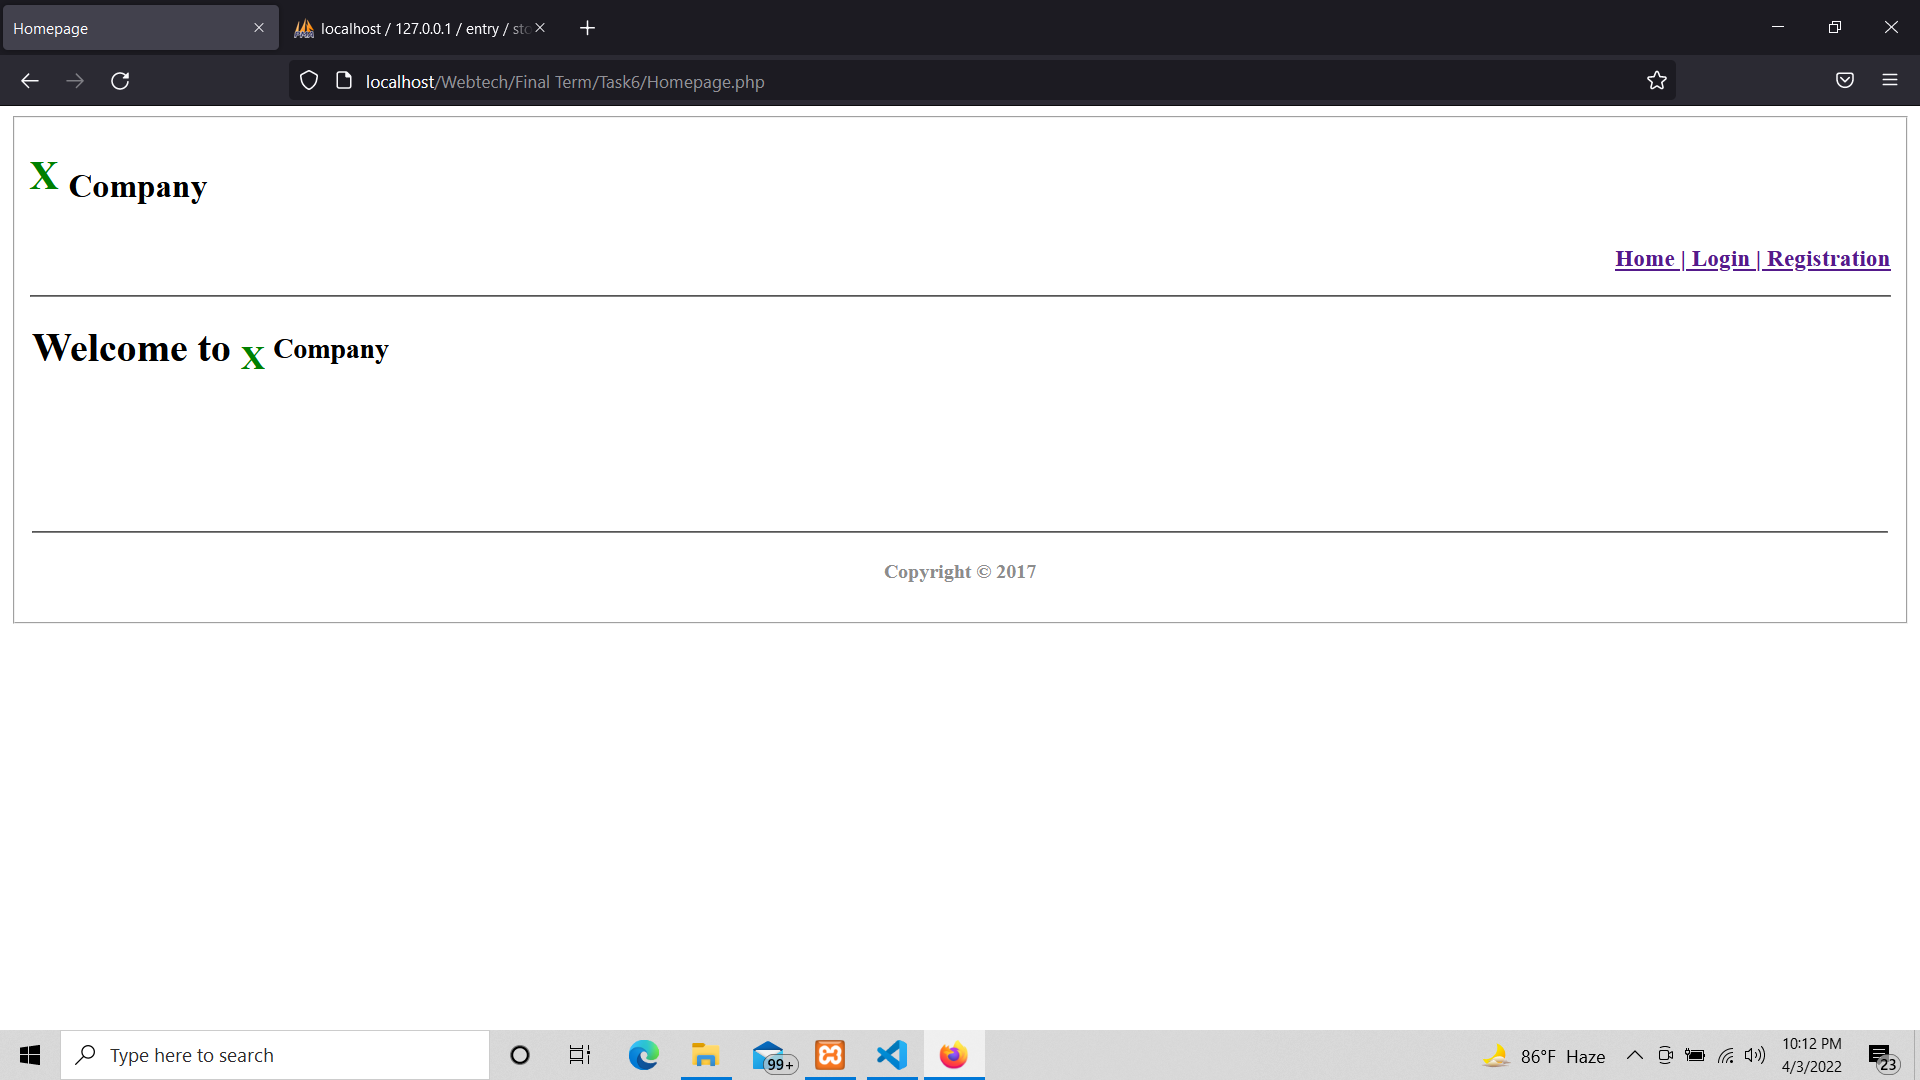 Homepage
localhost / 127.0.0.1 / entry / sto
localhost/Webtech/Final Term/Task6/Homepage.php
X Company
Home | Login | Registration
Welcome to X Company
Copyright © 2017
Type here to search
99+
86°F Haze
10:12 PM
4/3/2022
23